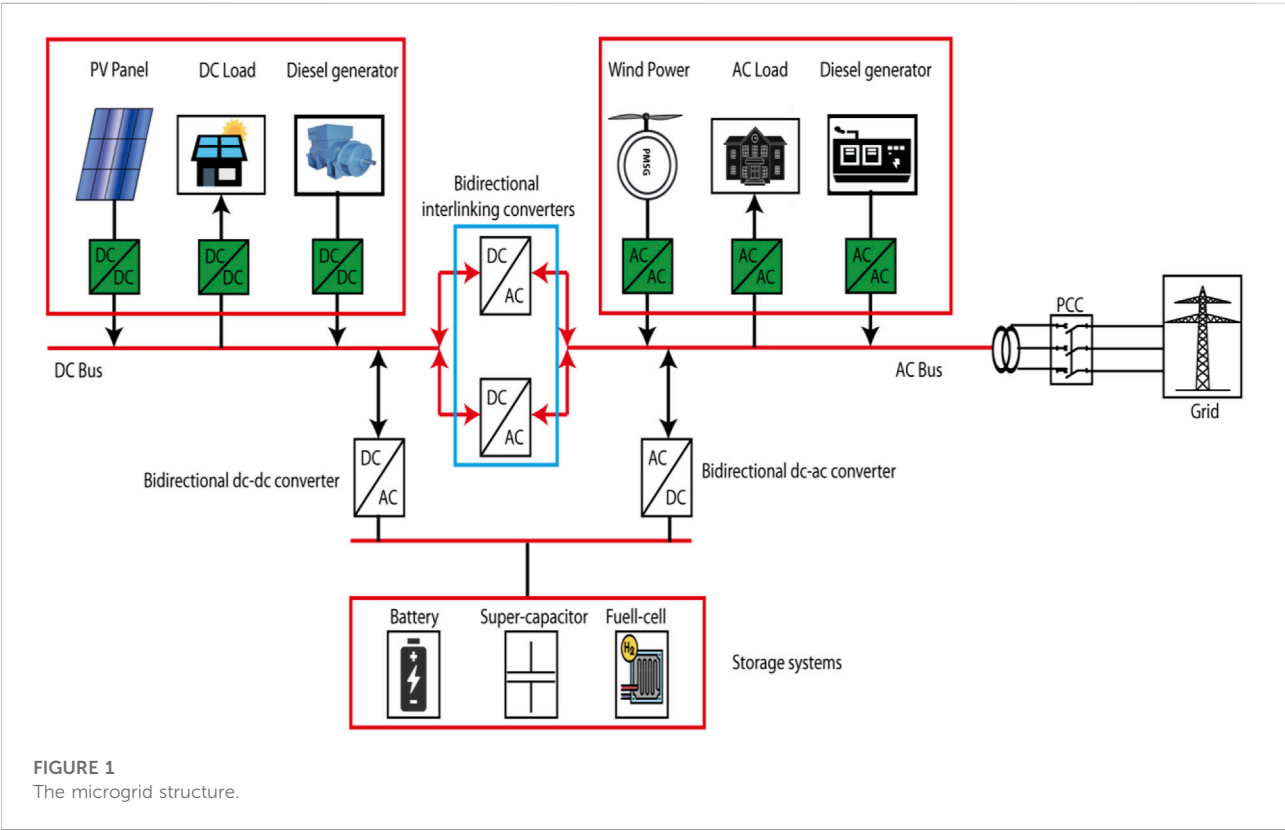 PV Panel
DC Load
Diesel generator
Wind Power
AC Load
Diesel generator
PMSG
Bidirectional
interlinking converters
DC
DC
DC
DC
DC
DC
DC
AC
AC
AC
AC
AC
AC
AC
PCC
DC Bus
AC Bus
Grid
DC
AC
Bidirectional dc-dc converter
DC
AC
AC
DC
Bidirectional dc-ac converter
Battery
Super-capacitor
Fuell-cell
H2
Storage systems
FIGURE 1
The microgrid structure.